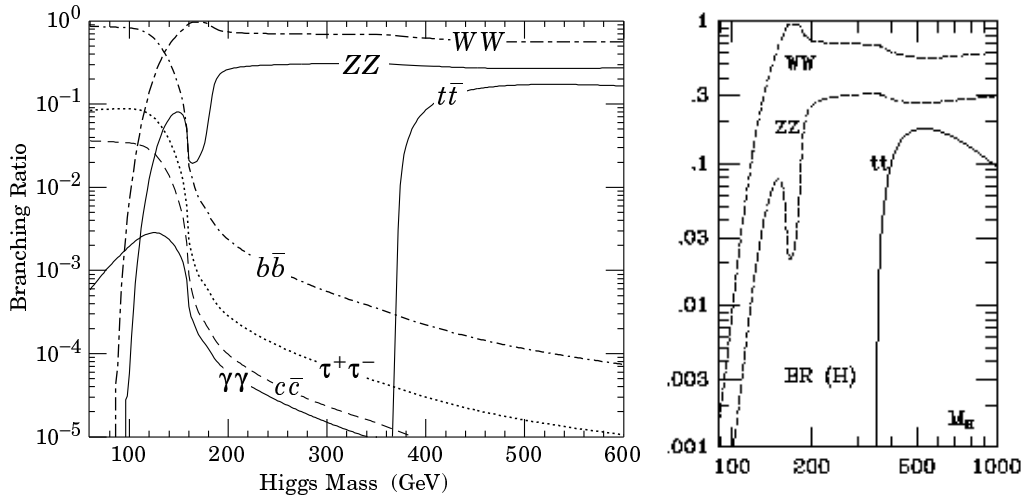 10⁰
10⁻¹
10⁻²
10⁻³
10⁻⁴
10⁻⁵
Branching Ratio
WW
ZZ
tt̅
bb̅
τ⁺τ⁻
γγ
cc̅
100 200 300 400 500 600
Higgs Mass (GeV)
1
.3
.1
.03
.01
.003
.001
WW
ZZ
tt
BR (H)
M_H
100 200 500 1000